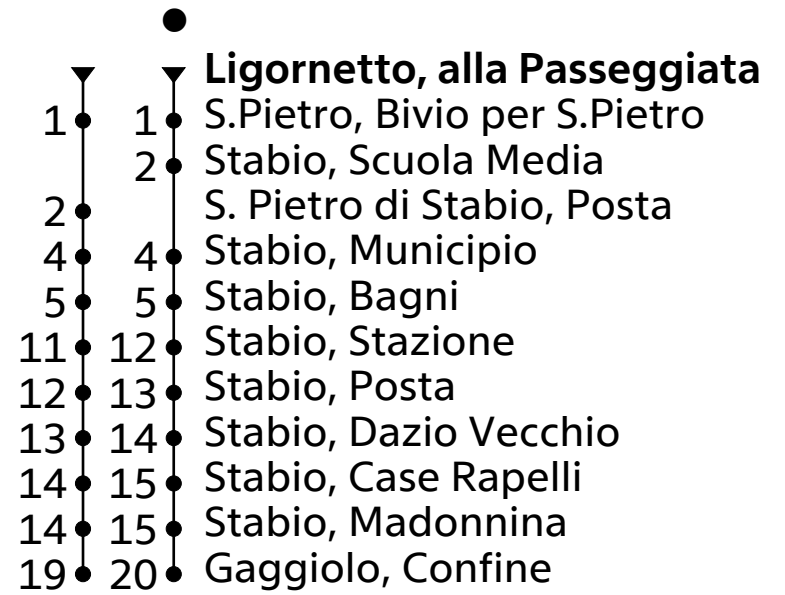 Ligornetto, alla Passeggiata
1 1 S.Pietro, Bivio per S.Pietro
2 Stabio, Scuola Media
2 S. Pietro di Stabio, Posta
4 4 Stabio, Municipio
5 5 Stabio, Bagni
11 12 Stabio, Stazione
12 13 Stabio, Posta
13 14 Stabio, Dazio Vecchio
14 15 Stabio, Case Rapelli
14 15 Stabio, Madonnina
19 20 Gaggiolo, Confine